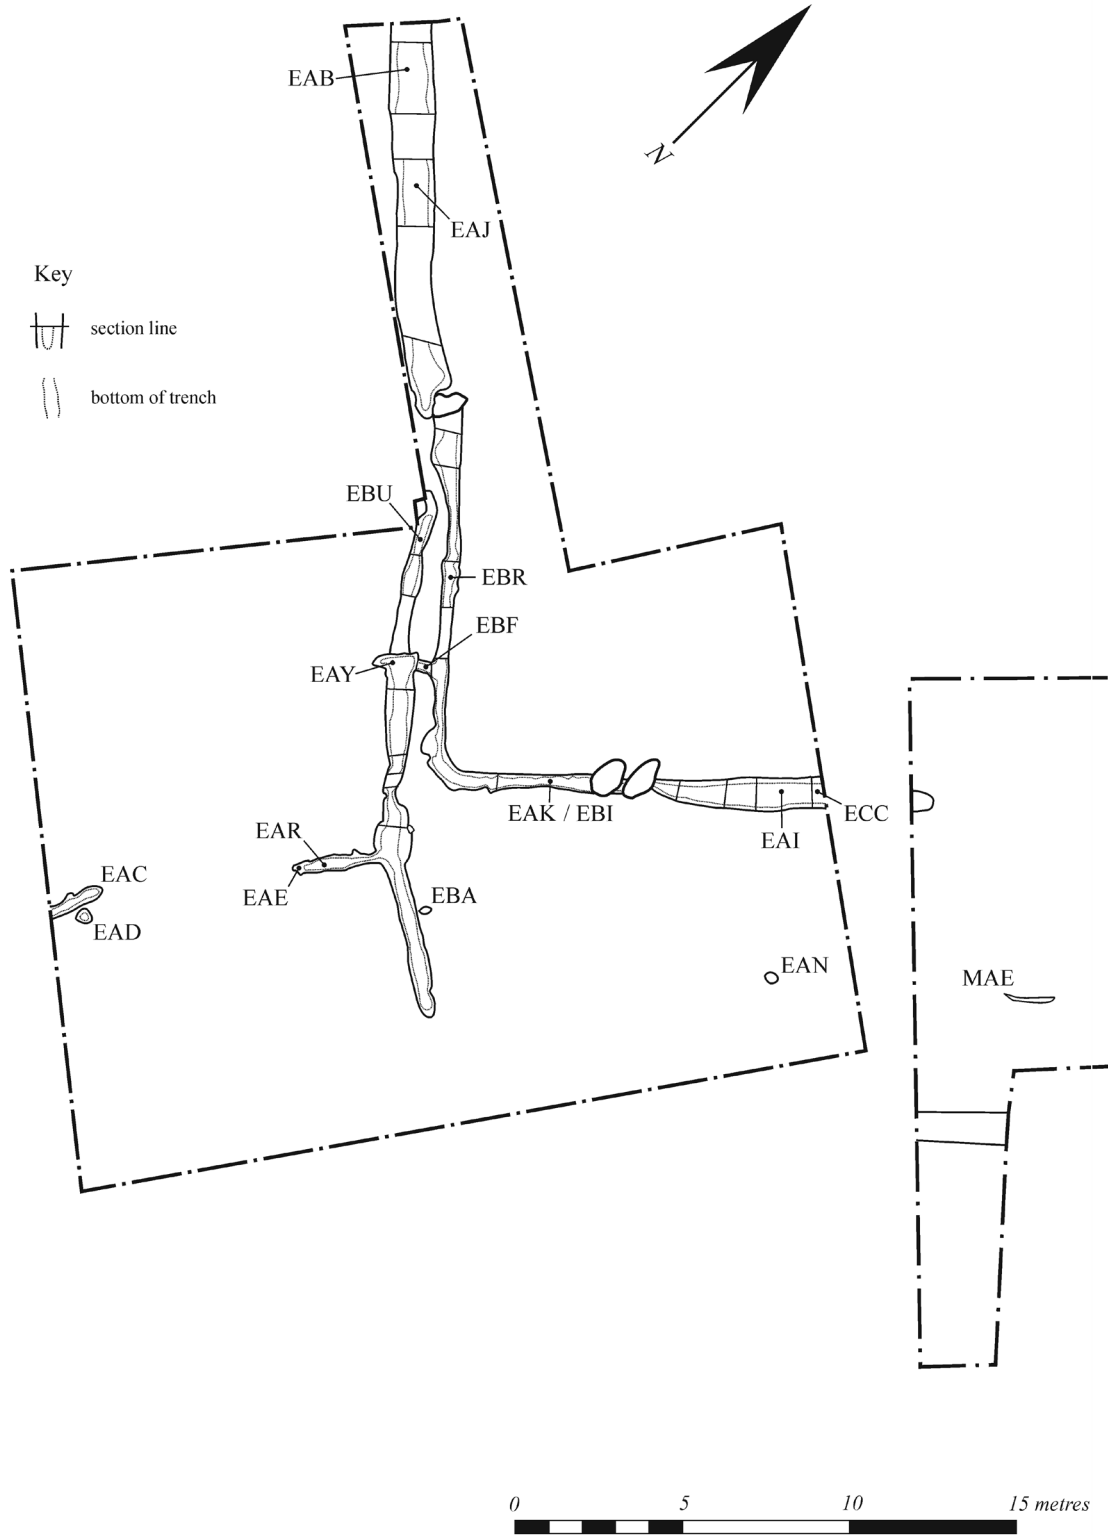 EAB
N
EAJ
Key
section line
bottom of trench
EBU
EBR
EBF
EAY
EAK / EBI
ECC
EAI
EAR
EAC
EAE
EBA
EAD
EAN
MAE
0 5 10 15 metres